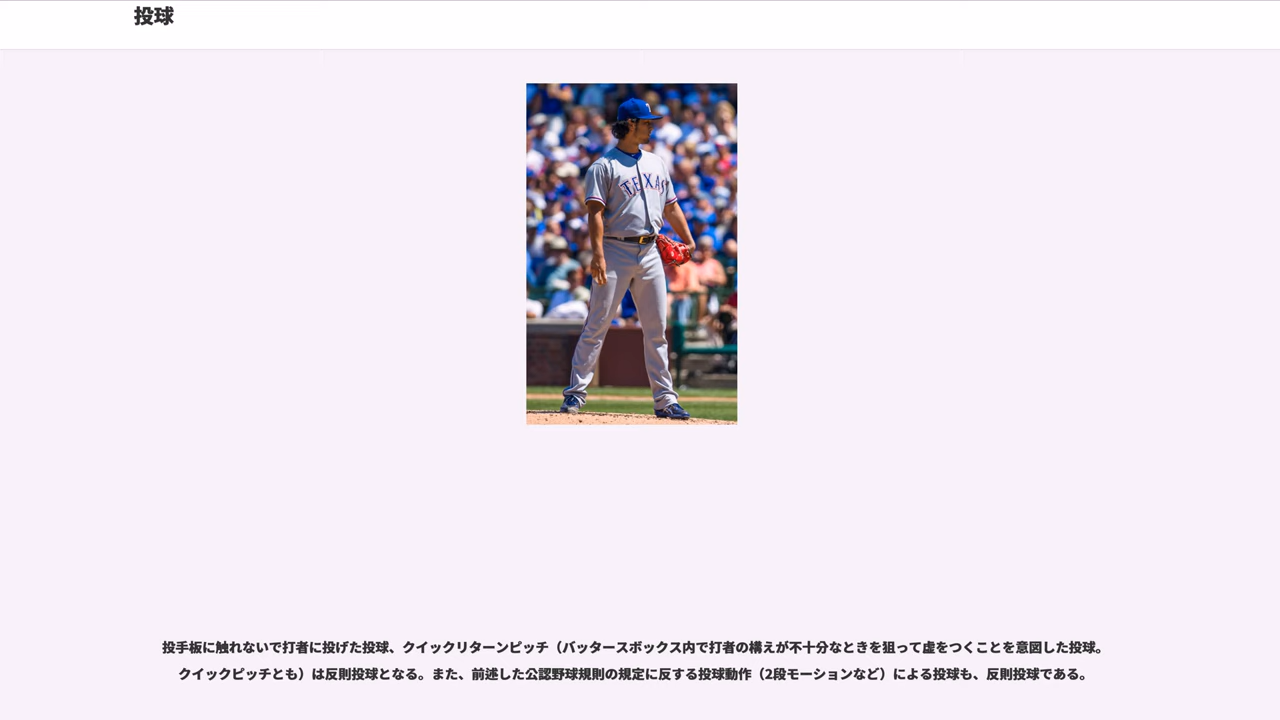 投球
TEXAS
投手板に触れないで打者に投げた投球、クイックリターンピッチ（バッタースボックス内で打者の構えが不十分なときを狙って虚をつくことを意図した投球。
クイックピッチとも）は反則投球となる。また、前述した公認野球規則の規定に反する投球動作（2段モーションなど）による投球も、反則投球である。